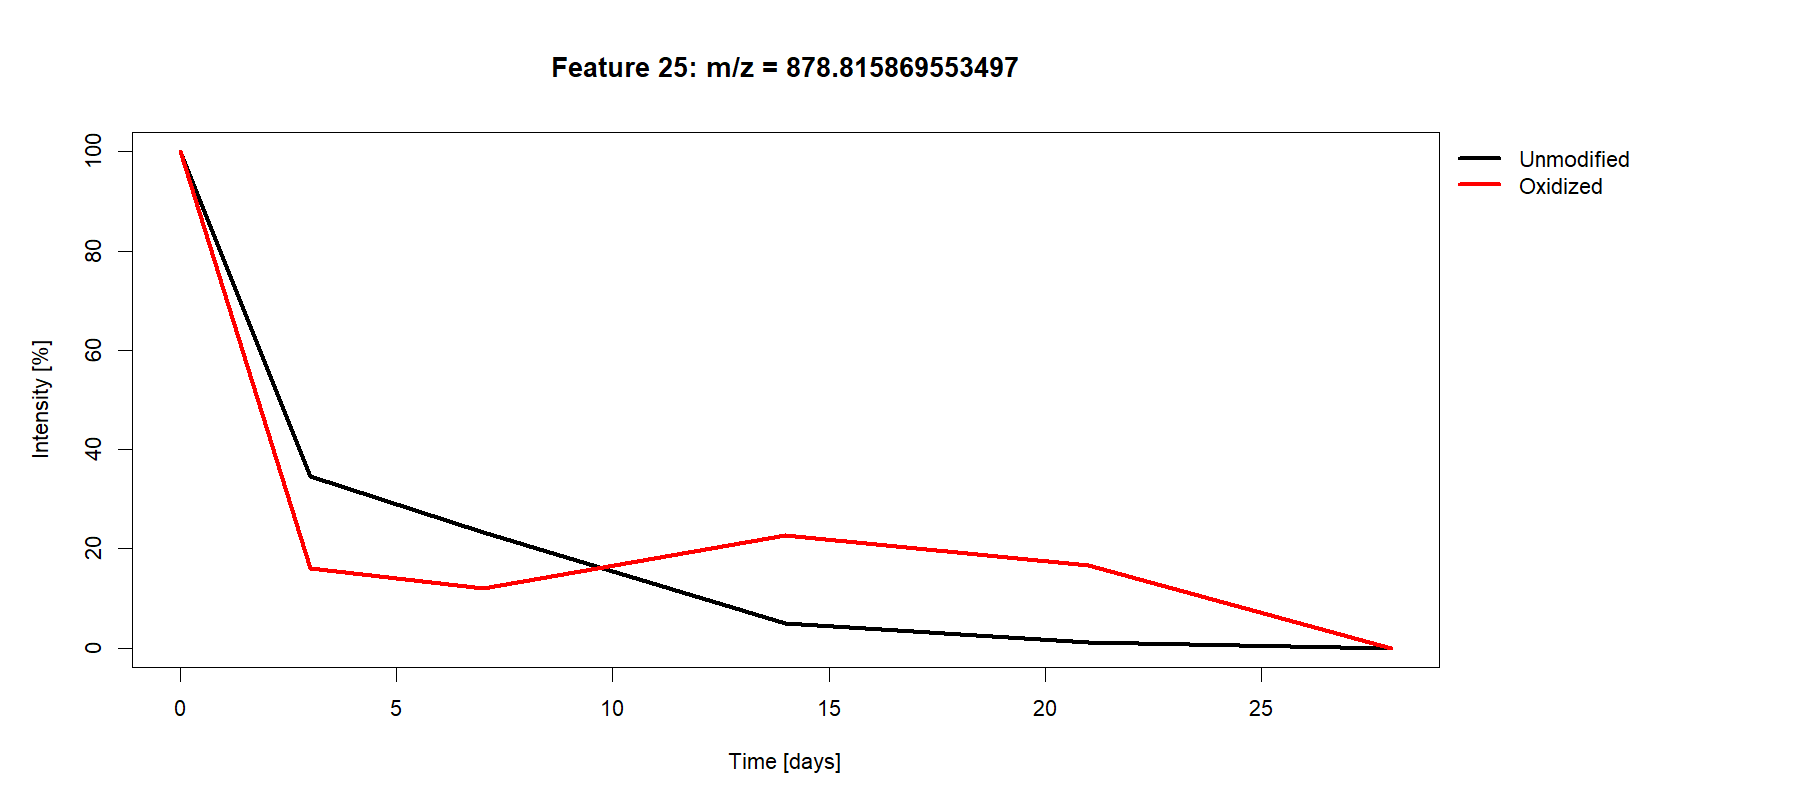 Feature 25: m/z = 878.815869553497
Unmodified
Oxidized
Intensity [%]
100
80
60
40
20
0
0 5 10 15 20 25
Time [days]